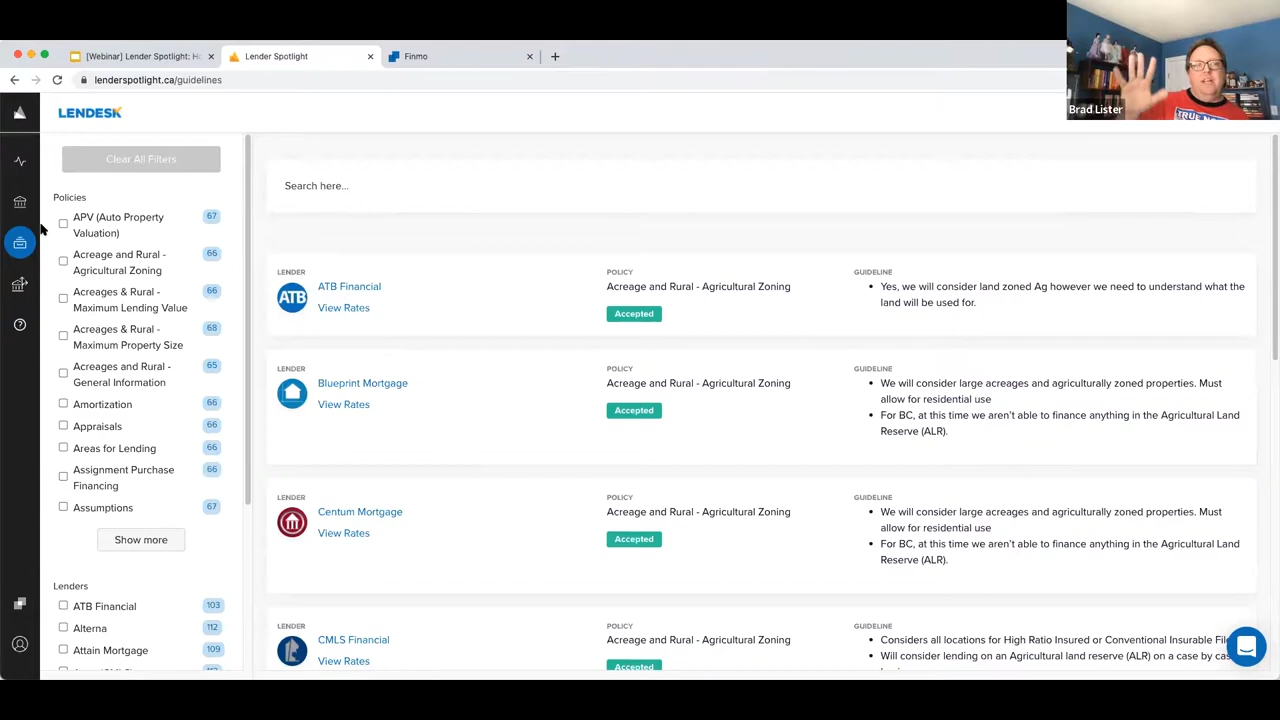 [Webinar] Lender Spotlight: Ho
Lender Spotlight
Finmo
lenderspotlight.ca/guidelines
Brad Lister
TRUE NO
LENDESK
Clear All Filters
Search here...
Policies
APV (Auto Property
Valuation)
67
Acreage and Rural -
Agricultural Zoning
66
Acreages & Rural -
Maximum Lending Value
66
Acreages & Rural -
Maximum Property Size
68
Acreages and Rural -
General Information
65
Amortization 66
Appraisals 66
Areas for Lending 66
Assignment Purchase
Financing
66
Assumptions 67
Show more
Lenders
ATB Financial 103
Alterna 112
Attain Mortgage 109
LENDER POLICY GUIDELINE
ATB
ATB Financial
View Rates
Acreage and Rural - Agricultural Zoning
Accepted
• Yes, we will consider land zoned Ag however we need to understand what the
land will be used for.
LENDER POLICY GUIDELINE
Blueprint Mortgage
View Rates
Acreage and Rural - Agricultural Zoning
Accepted
• We will consider large acreages and agriculturally zoned properties. Must
allow for residential use
• For BC, at this time we aren't able to finance anything in the Agricultural Land
Reserve (ALR).
LENDER POLICY GUIDELINE
Centum Mortgage
View Rates
Acreage and Rural - Agricultural Zoning
Accepted
• We will consider large acreages and agriculturally zoned properties. Must
allow for residential use
• For BC, at this time we aren't able to finance anything in the Agricultural Land
Reserve (ALR).
LENDER POLICY GUIDELINE
CMLS Financial
View Rates
Acreage and Rural - Agricultural Zoning
Accepted
• Considers all locations for High Ratio Insured or Conventional Insurable File
• Will consider lending on an Agricultural land reserve (ALR) on a case by cas